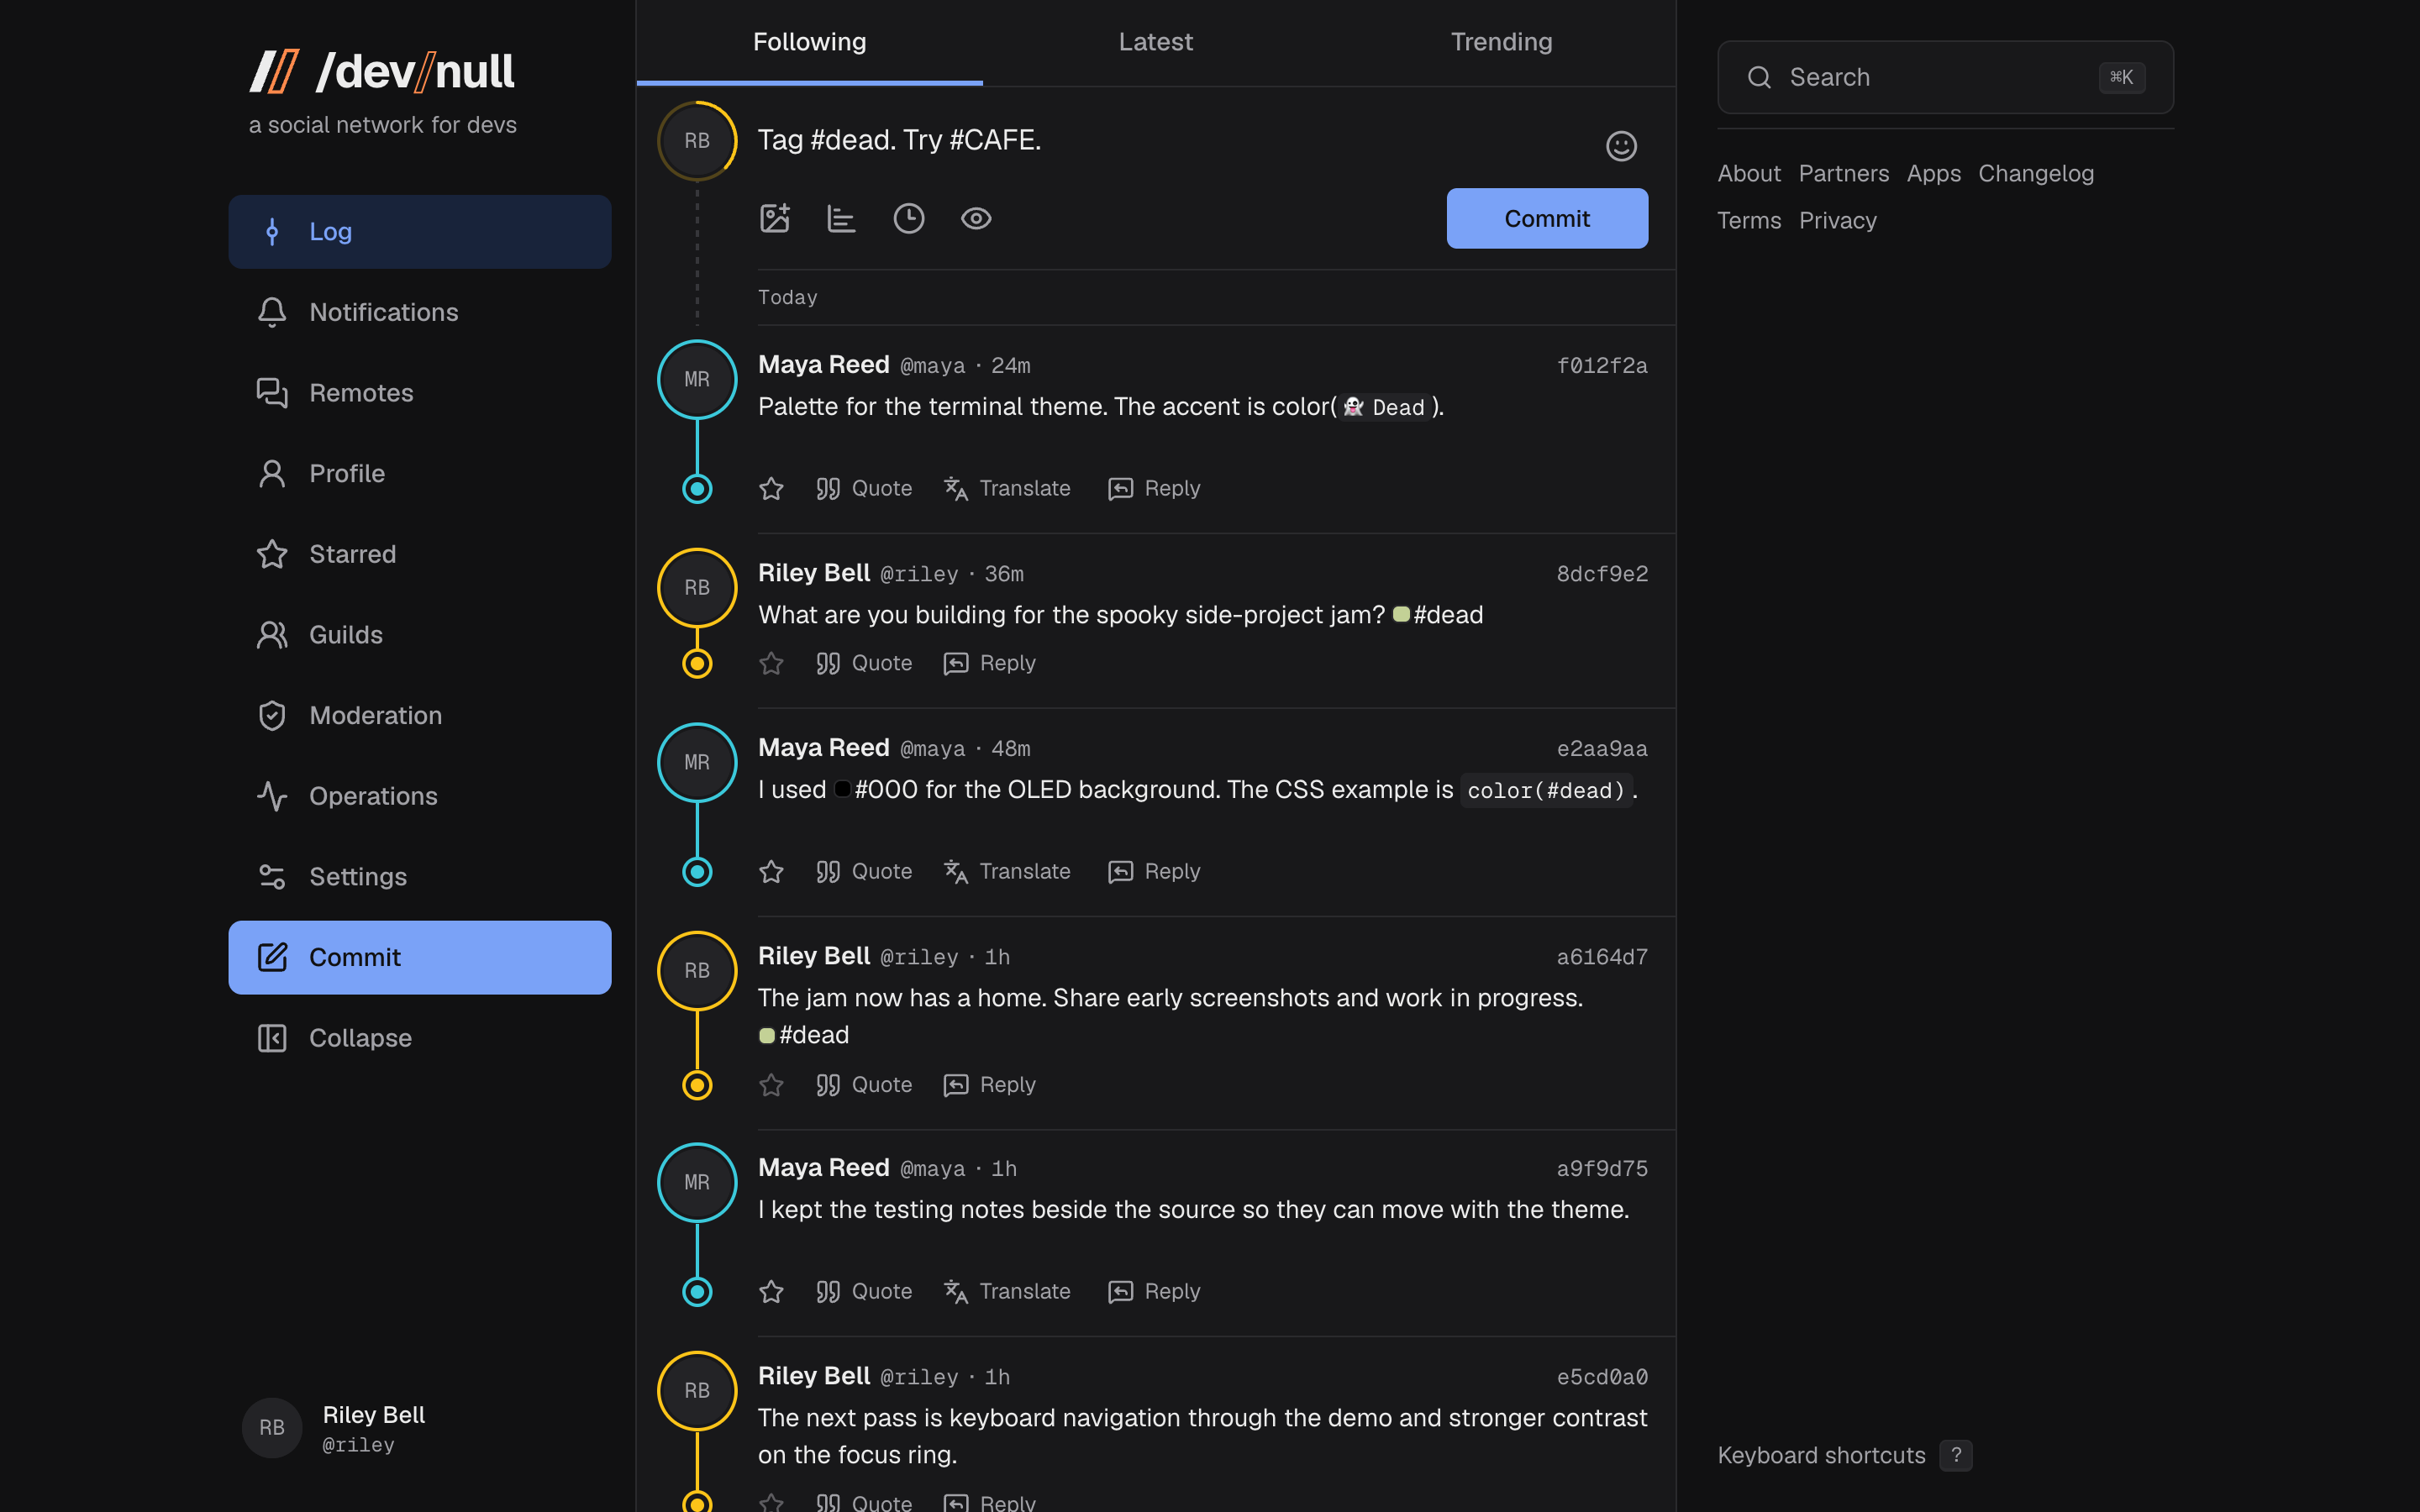 /dev/null
a social network for devs
Log
Notifications
Remotes
Profile
Starred
Guilds
Moderation
Operations
Settings
Commit
Collapse
RB
Riley Bell
@riley
Following
Latest
Trending
RB
Tag #dead. Try #CAFE.
Commit
Today
MR
Maya Reed @maya · 24m
f012f2a
Palette for the terminal theme. The accent is color(👻 Dead).
Quote
Translate
Reply
RB
Riley Bell @riley · 36m
8dcf9e2
What are you building for the spooky side-project jam? #dead
Quote
Reply
MR
Maya Reed @maya · 48m
e2aa9aa
I used #000 for the OLED background. The CSS example is color(#dead).
Quote
Translate
Reply
RB
Riley Bell @riley · 1h
a6164d7
The jam now has a home. Share early screenshots and work in progress.
#dead
Quote
Reply
MR
Maya Reed @maya · 1h
a9f9d75
I kept the testing notes beside the source so they can move with the theme.
Quote
Translate
Reply
RB
Riley Bell @riley · 1h
e5cd0a0
The next pass is keyboard navigation through the demo and stronger contrast
on the focus ring.
Quote
Reply
Search
⌘K
About Partners Apps Changelog
Terms Privacy
Keyboard shortcuts ?